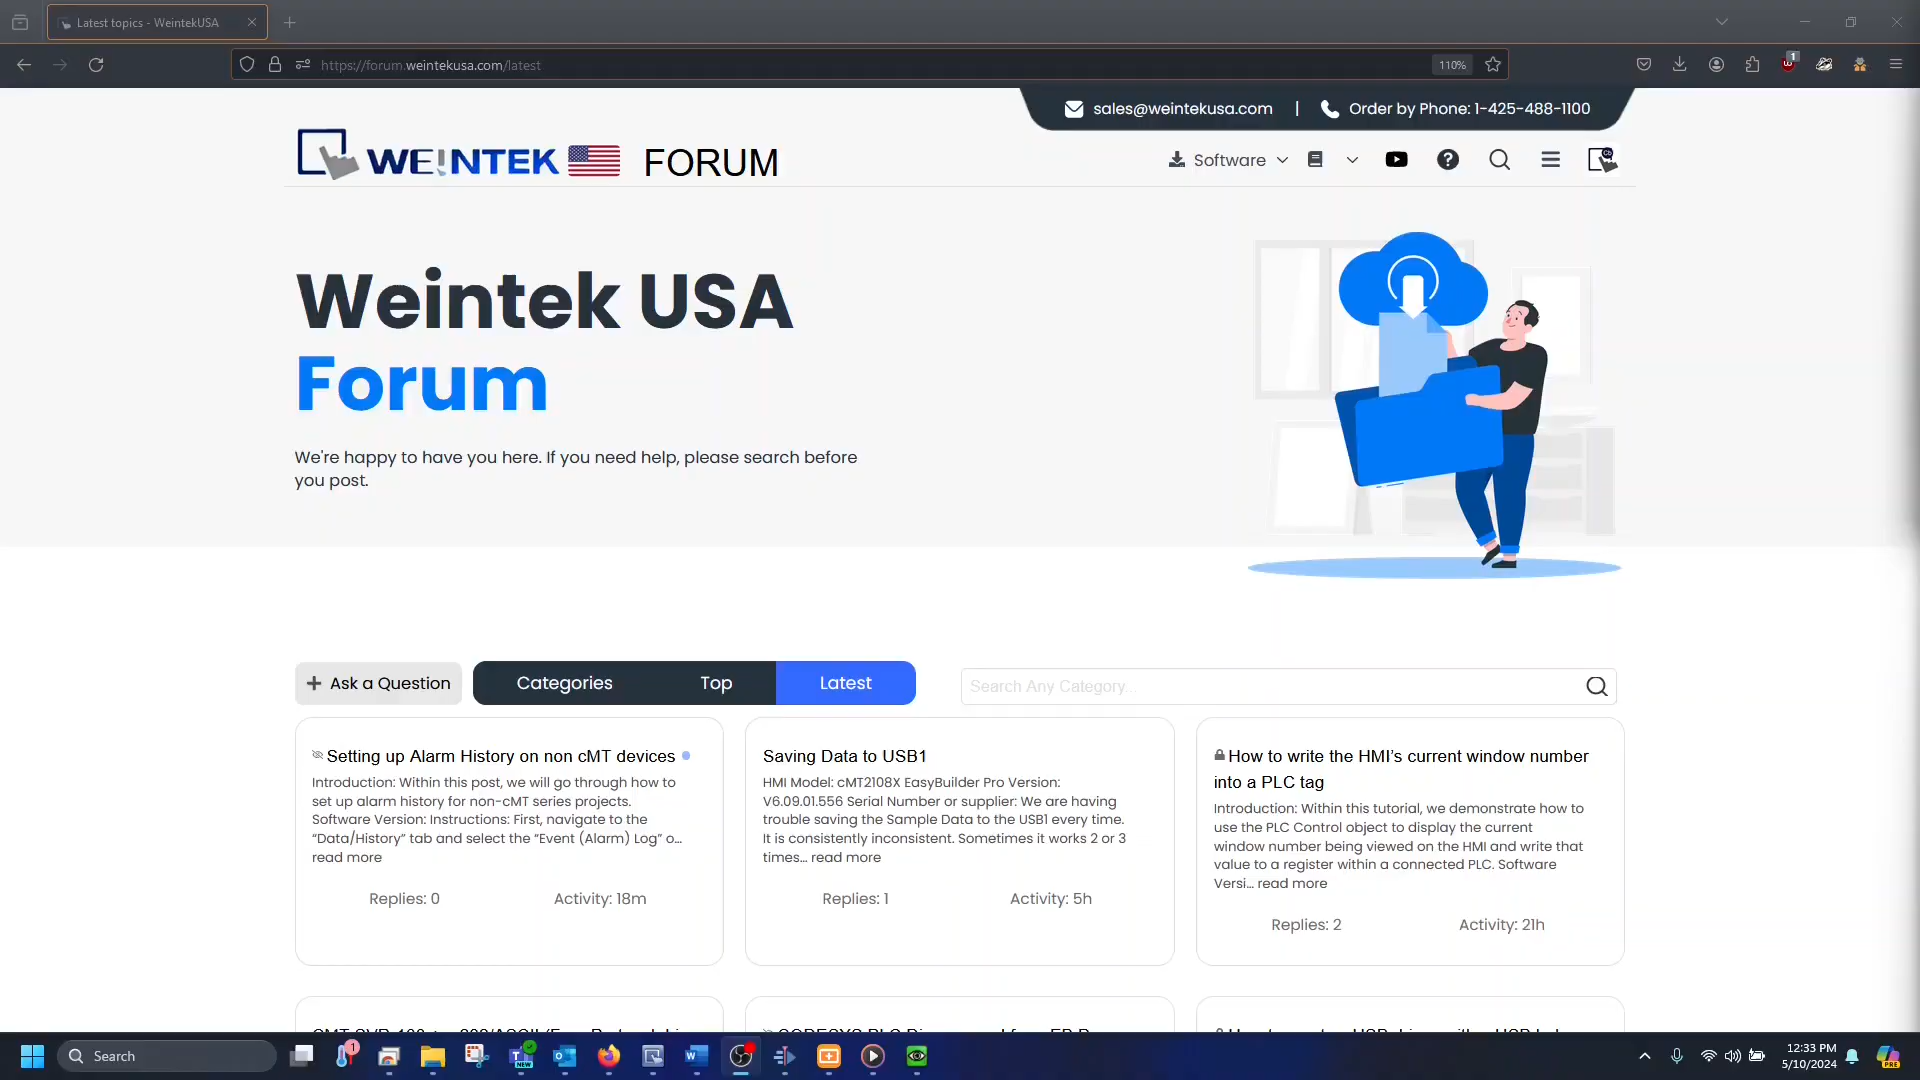 Latest topics - WeintekUSA
https://forum.weintekusa.com/latest
110%
1
sales@weintekusa.com | Order by Phone: 1-425-488-1100
WEINTEK FORUM
Software
Weintek USA
Forum
We're happy to have you here. If you need help, please search before
you post.
Ask a Question
Categories
Top
Latest
Search Any Category...
Setting up Alarm History on non cMT devices
Introduction: Within this post, we will go through how to
set up alarm history for non-cMT series projects.
Software Version: Instructions: First, navigate to the
“Data/History” tab and select the “Event (Alarm) Log” o…
read more
Replies: 0
Activity: 18m
Saving Data to USB1
HMI Model: cMT2108X EasyBuilder Pro Version:
V6.09.01.556 Serial Number or supplier: We are having
trouble saving the Sample Data to the USB1 every time.
It is consistently inconsistent. Sometimes it works 2 or 3
times… read more
Replies: 1
Activity: 5h
How to write the HMI’s current window number
into a PLC tag
Introduction: Within this tutorial, we demonstrate how to
use the PLC Control object to display the current
window number being viewed on the HMI and write that
value to a register within a connected PLC. Software
Versi… read more
Replies: 2
Activity: 21h
Search
1
NEW
12:33 PM
5/10/2024
PRE